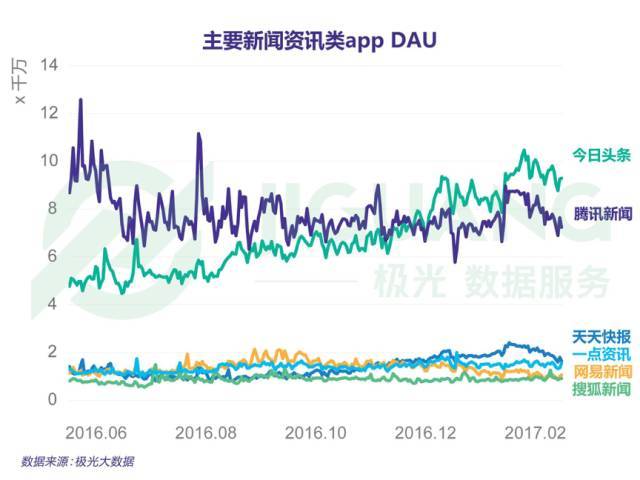 主要新闻资讯类app DAU
x 千万
14
12
10
8
6
4
2
0
今日头条
腾讯新闻
天天快报
一点资讯
网易新闻
搜狐新闻
JIGUANG
极光 数据服务
2016.06
2016.08
2016.10
2016.12
2017.02
数据来源：极光大数据